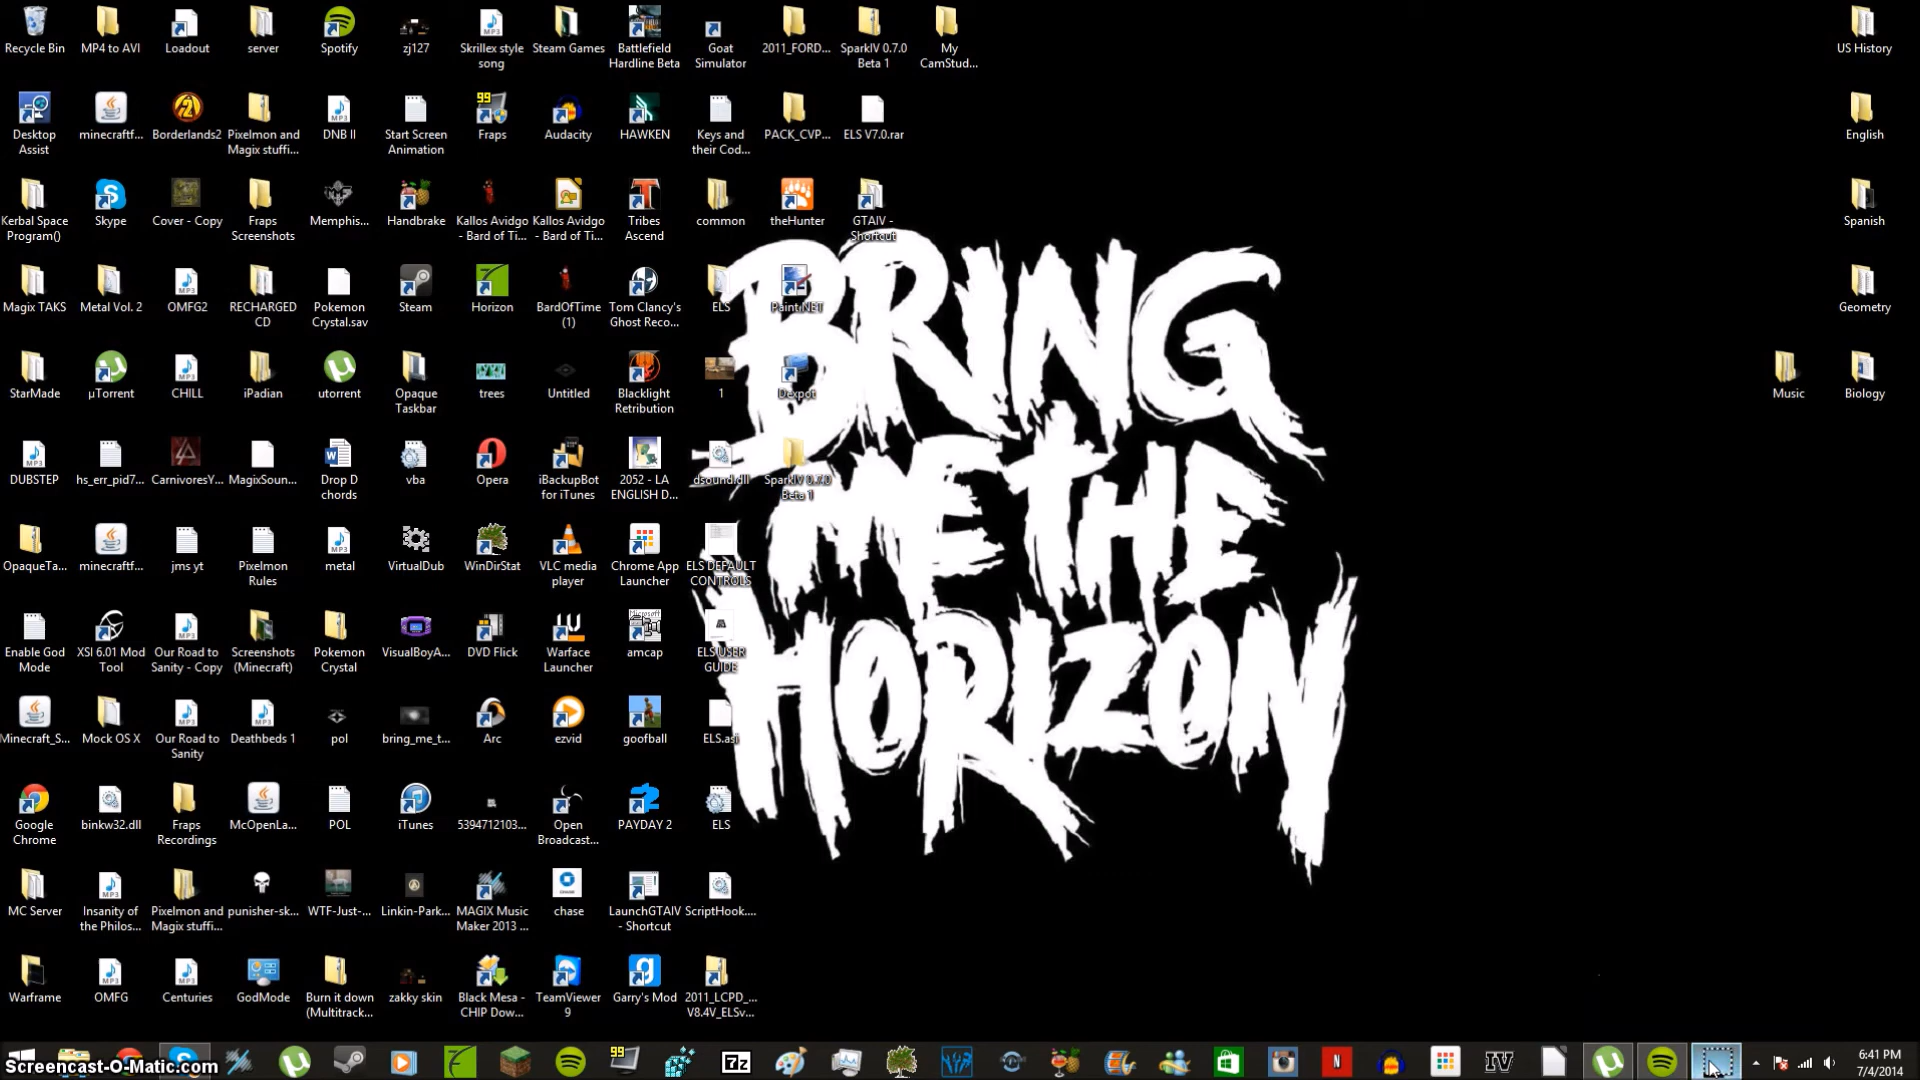 Recycle Bin
MP4 to AVI
Loadout
server
Spotify
zj127
Skrillex style
song
Steam Games
Battlefield
Hardline Beta
Goat
Simulator
2011_FORD...
SparkIV 0.7.0
Beta 1
My
CamStud...
US History
Desktop
Assist
minecraftf...
Borderlands2
Pixelmon and
Magix stuffi...
DNB II
Start Screen
Animation
99
Fraps
Audacity
HAWKEN
Keys and
their Cod...
PACK_CVP...
ELS V7.0.rar
English
Kerbal Space
Program()
Skype
Cover - Copy
Fraps
Screenshots
Memphis...
Handbrake
Kallos Avidgo
- Bard of Ti...
Kallos Avidgo
- Bard of Ti...
Tribes
Ascend
common
theHunter
GTAIV -
Shortcut
Spanish
Magix TAKS
Metal Vol. 2
OMFG2
RECHARGED
CD
Pokemon
Crystal.sav
Steam
Horizon
BardOfTime
(1)
Tom Clancy's
Ghost Reco...
ELS
Paint.NET
Geometry
StarMade
µTorrent
CHILL
iPadian
utorrent
Opaque
Taskbar
trees
Untitled
Blacklight
Retribution
1
Dexpot
Music
Biology
DUBSTEP
hs_err_pid7...
CarnivoresY...
MagixSoun...
Drop D
chords
vba
Opera
iBackupBot
for iTunes
2052 - LA
ENGLISH D...
dsound.dll
SparkIV 0.7.0
Beta 1
OpaqueTa...
minecraftf...
jms yt
Pixelmon
Rules
metal
VirtualDub
WinDirStat
VLC media
player
Chrome App
Launcher
ELS DEFAULT
CONTROLS
Enable God
Mode
XSI 6.01 Mod
Tool
Our Road to
Sanity - Copy
Screenshots
(Minecraft)
Pokemon
Crystal
VisualBoyA...
DVD Flick
Warface
Launcher
Microsoft
amcap
ELS USER
GUIDE
Minecraft_S...
Mock OS X
Our Road to
Sanity
Deathbeds 1
pol
bring_me_t...
Arc
ezvid
goofball
ELS.asi
Google
Chrome
binkw32.dll
Fraps
Recordings
McOpenLa...
POL
iTunes
5394712103...
Open
Broadcast...
PAYDAY 2
ELS
MC Server
Insanity of
the Philos...
Pixelmon and
Magix stuffi...
punisher-sk...
WTF-Just-...
Linkin-Park...
MAGIX Music
Maker 2013 ...
chase
LaunchGTAIV
- Shortcut
ScriptHook....
Warframe
OMFG
Centuries
GodMode
Burn it down
(Multitrack...
zakky skin
Black Mesa -
CHIP Dow...
TeamViewer
9
Garry's Mod
2011_LCPD_...
V8.4V_ELSv...
BRING
ME THE
HORIZON
Screencast-O-Matic.com
99
7z
N
IV
6:41 PM
7/4/2014